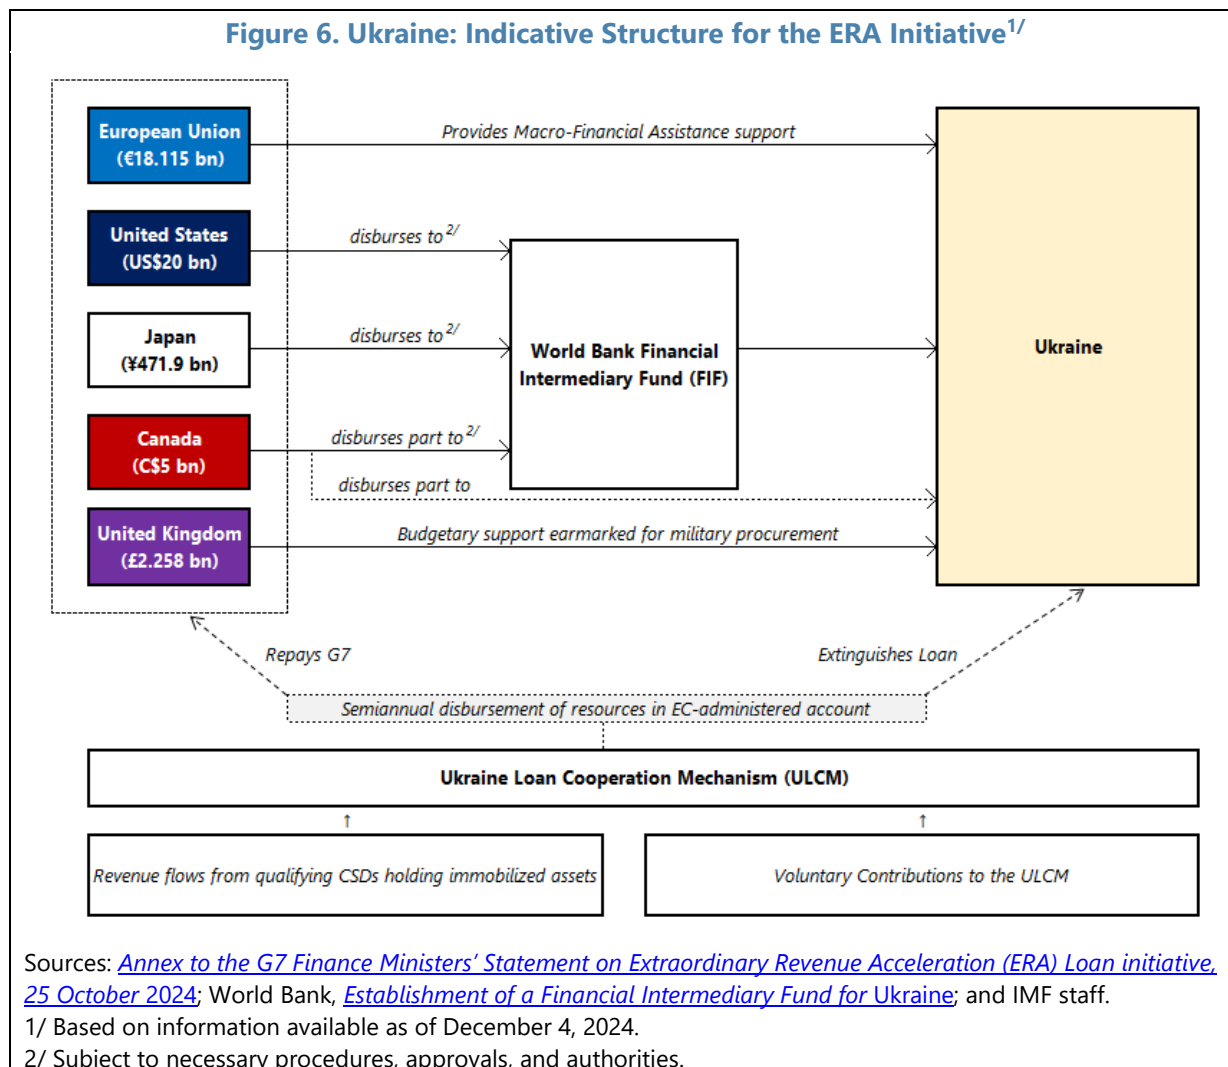 Figure 6. Ukraine: Indicative Structure for the ERA Initiative1/
European Union
(€18.115 bn)
Provides Macro-Financial Assistance support
United States
(US$20 bn)
disburses to 2/
Japan
(¥471.9 bn)
disburses to 2/
World Bank Financial
Intermediary Fund (FIF)
Ukraine
Canada
(C$5 bn)
disburses part to 2/
disburses part to
United Kingdom
(£2.258 bn)
Budgetary support earmarked for military procurement
Repays G7
Extinguishes Loan
Semiannual disbursement of resources in EC-administered account
Ukraine Loan Cooperation Mechanism (ULCM)
↑
↑
Revenue flows from qualifying CSDs holding immobilized assets
Voluntary Contributions to the ULCM
Sources: Annex to the G7 Finance Ministers’ Statement on Extraordinary Revenue Acceleration (ERA) Loan initiative,
25 October 2024; World Bank, Establishment of a Financial Intermediary Fund for Ukraine; and IMF staff.
1/ Based on information available as of December 4, 2024.
2/ Subject to necessary procedures, approvals, and authorities.